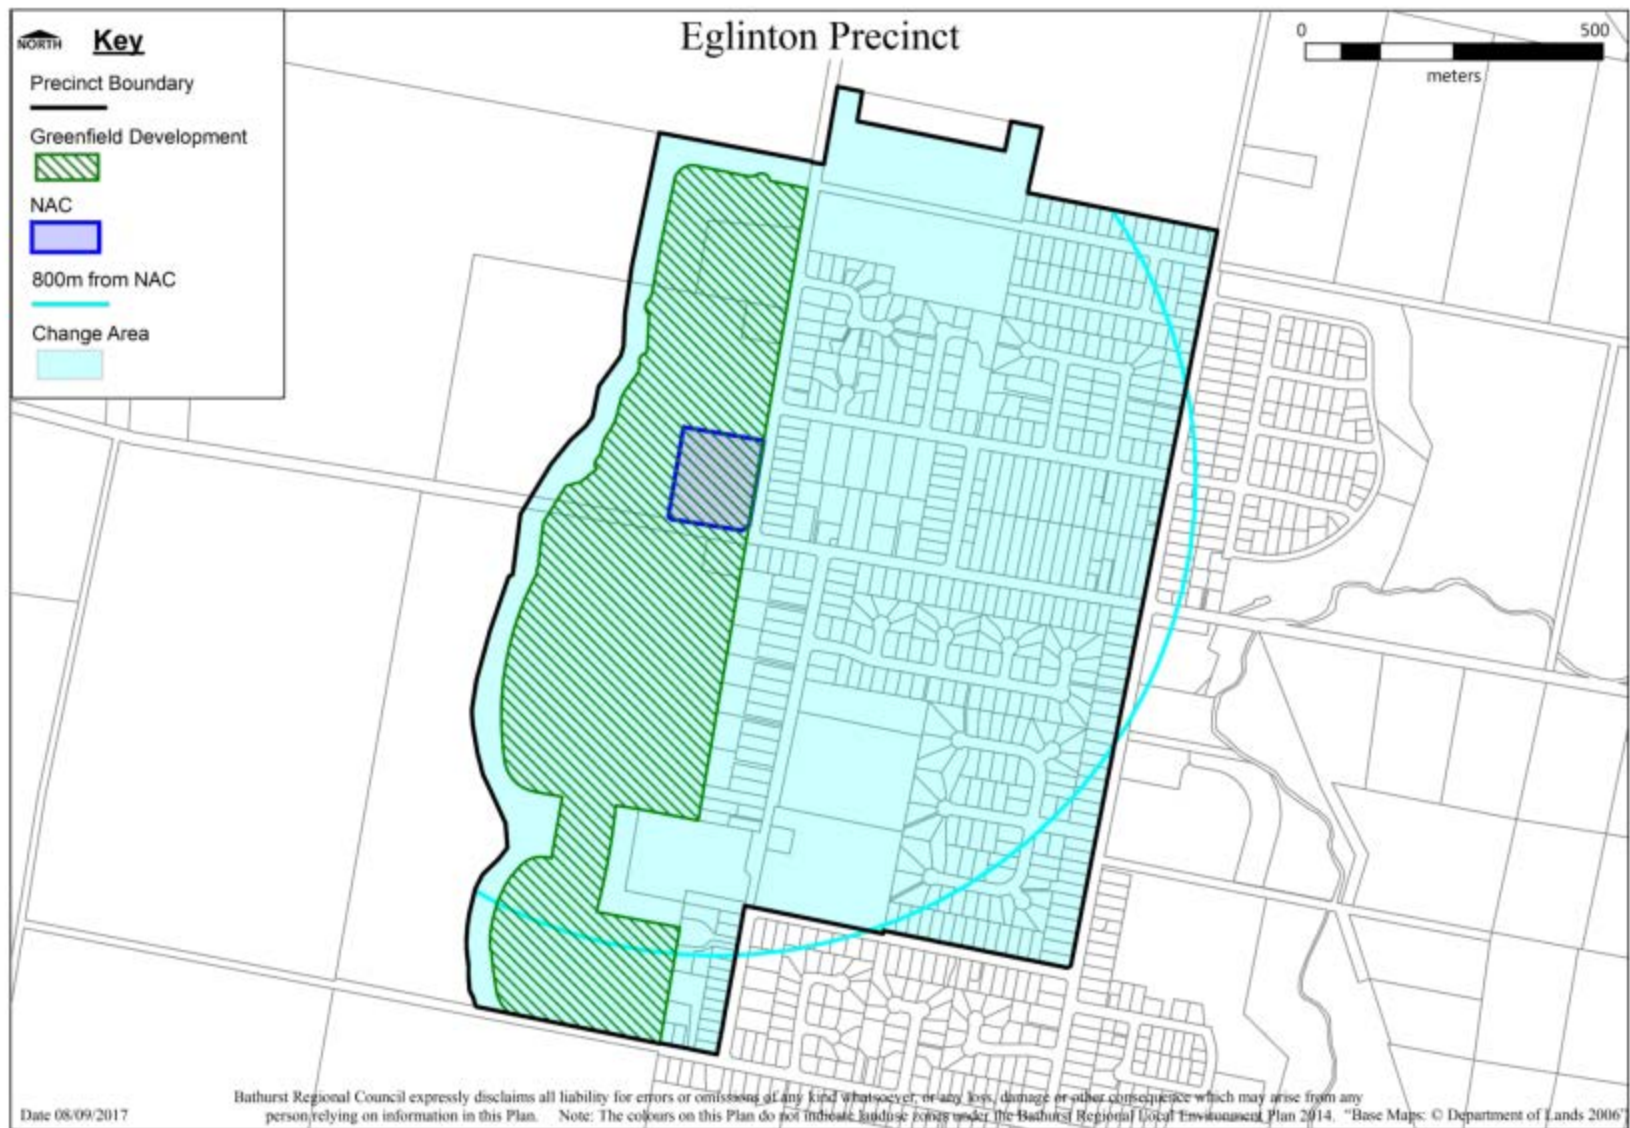 Eglinton Precinct
NORTH
Key
Precinct Boundary
Greenfield Development
NAC
800m from NAC
Change Area
0 500
meters
Bathurst Regional Council expressly disclaims all liability for errors or omissions of any kind whatsoever, or any loss, damage or other consequence which may arise from any
Date 08/09/2017 person relying on information in this Plan. Note: The colours on this Plan do not indicate landuse zones under the Bathurst Regional Local Environment Plan 2014. "Base Maps: © Department of Lands 2006"